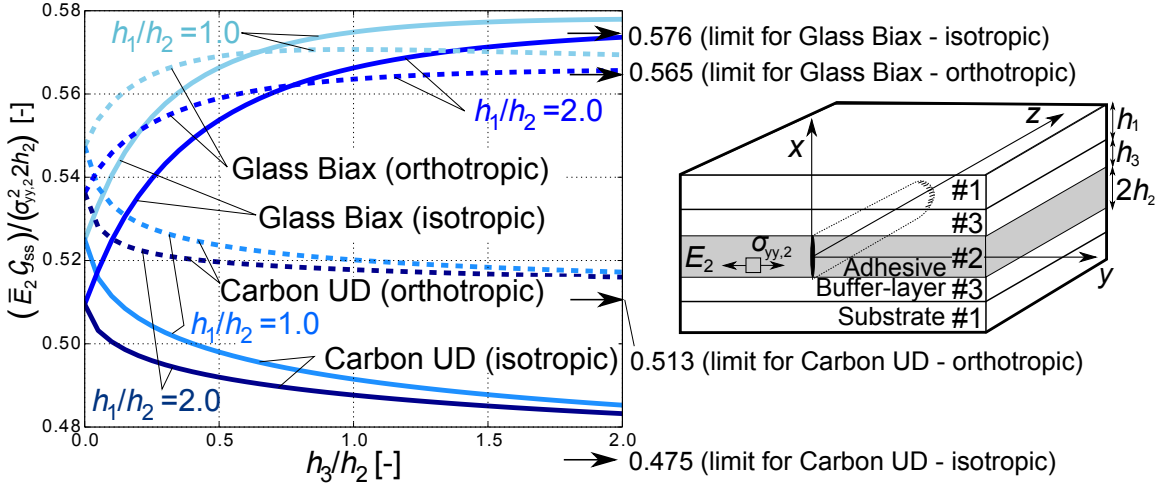 (E̅₂ 𝒢ₛₛ)/(σ²yy,2 2h₂) [-]
0.58
0.56
0.54
0.52
0.50
0.48
0.0
0.5
1.0
1.5
2.0
h₃/h₂ [-]
h₁/h₂=1.0
h₁/h₂=2.0
Glass Biax (orthotropic)
Glass Biax (isotropic)
Carbon UD (orthotropic)
h₁/h₂=1.0
Carbon UD (isotropic)
h₁/h₂=2.0
0.576 (limit for Glass Biax - isotropic)
0.565 (limit for Glass Biax - orthotropic)
0.513 (limit for Carbon UD - orthotropic)
0.475 (limit for Carbon UD - isotropic)
x
z
y
h₁
h₃
2h₂
#1
#3
E₂
σyy,2
Adhesive #2
Buffer-layer #3
Substrate #1